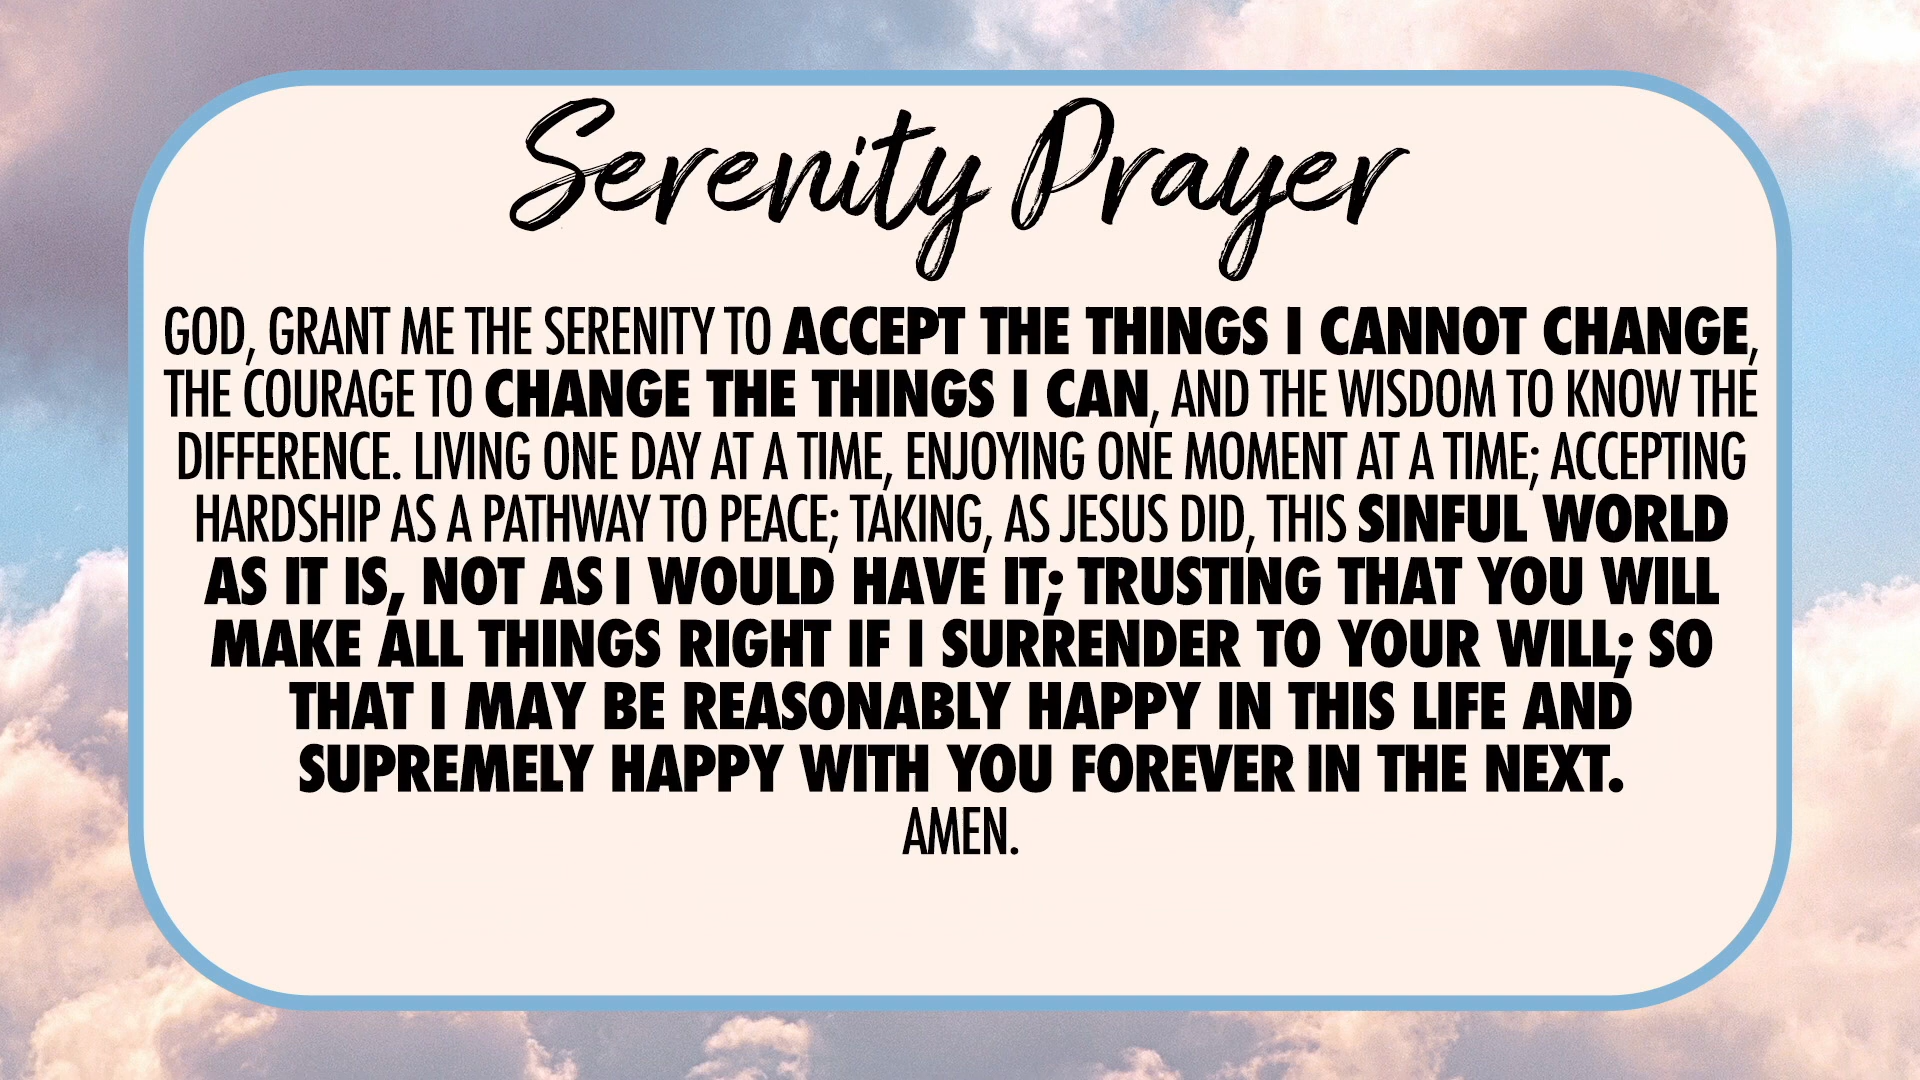 Serenity Prayer
GOD, GRANT ME THE SERENITY TO ACCEPT THE THINGS I CANNOT CHANGE,
THE COURAGE TO CHANGE THE THINGS I CAN, AND THE WISDOM TO KNOW THE
DIFFERENCE. LIVING ONE DAY AT A TIME, ENJOYING ONE MOMENT AT A TIME; ACCEPTING
HARDSHIP AS A PATHWAY TO PEACE; TAKING, AS JESUS DID, THIS SINFUL WORLD
AS IT IS, NOT AS I WOULD HAVE IT; TRUSTING THAT YOU WILL
MAKE ALL THINGS RIGHT IF I SURRENDER TO YOUR WILL; SO
THAT I MAY BE REASONABLY HAPPY IN THIS LIFE AND
SUPREMELY HAPPY WITH YOU FOREVER IN THE NEXT.
AMEN.